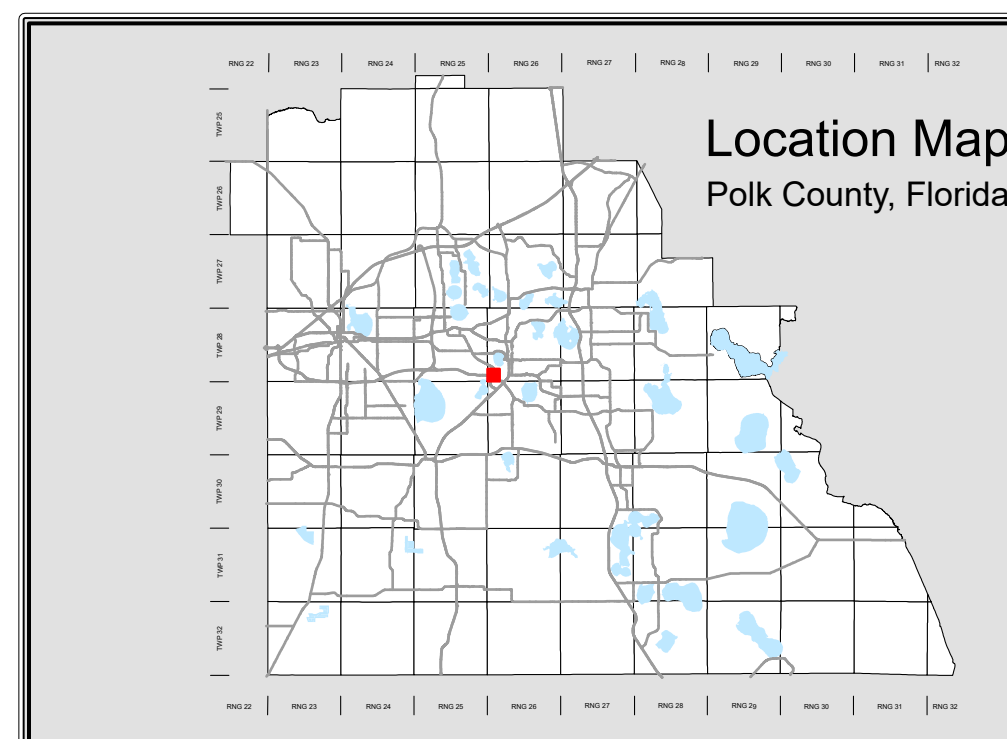 RNG 22 RNG 23 RNG 24 RNG 25 RNG 26 RNG 27 RNG 28 RNG 29 RNG 30 RNG 31 RNG 32
TWP 25
Location Map
Polk County, Florida
TWP 26
TWP 27
TWP 28
TWP 29
TWP 30
TWP 31
TWP 32
RNG 22 RNG 23 RNG 24 RNG 25 RNG 26 RNG 27 RNG 28 RNG 29 RNG 30 RNG 31 RNG 32